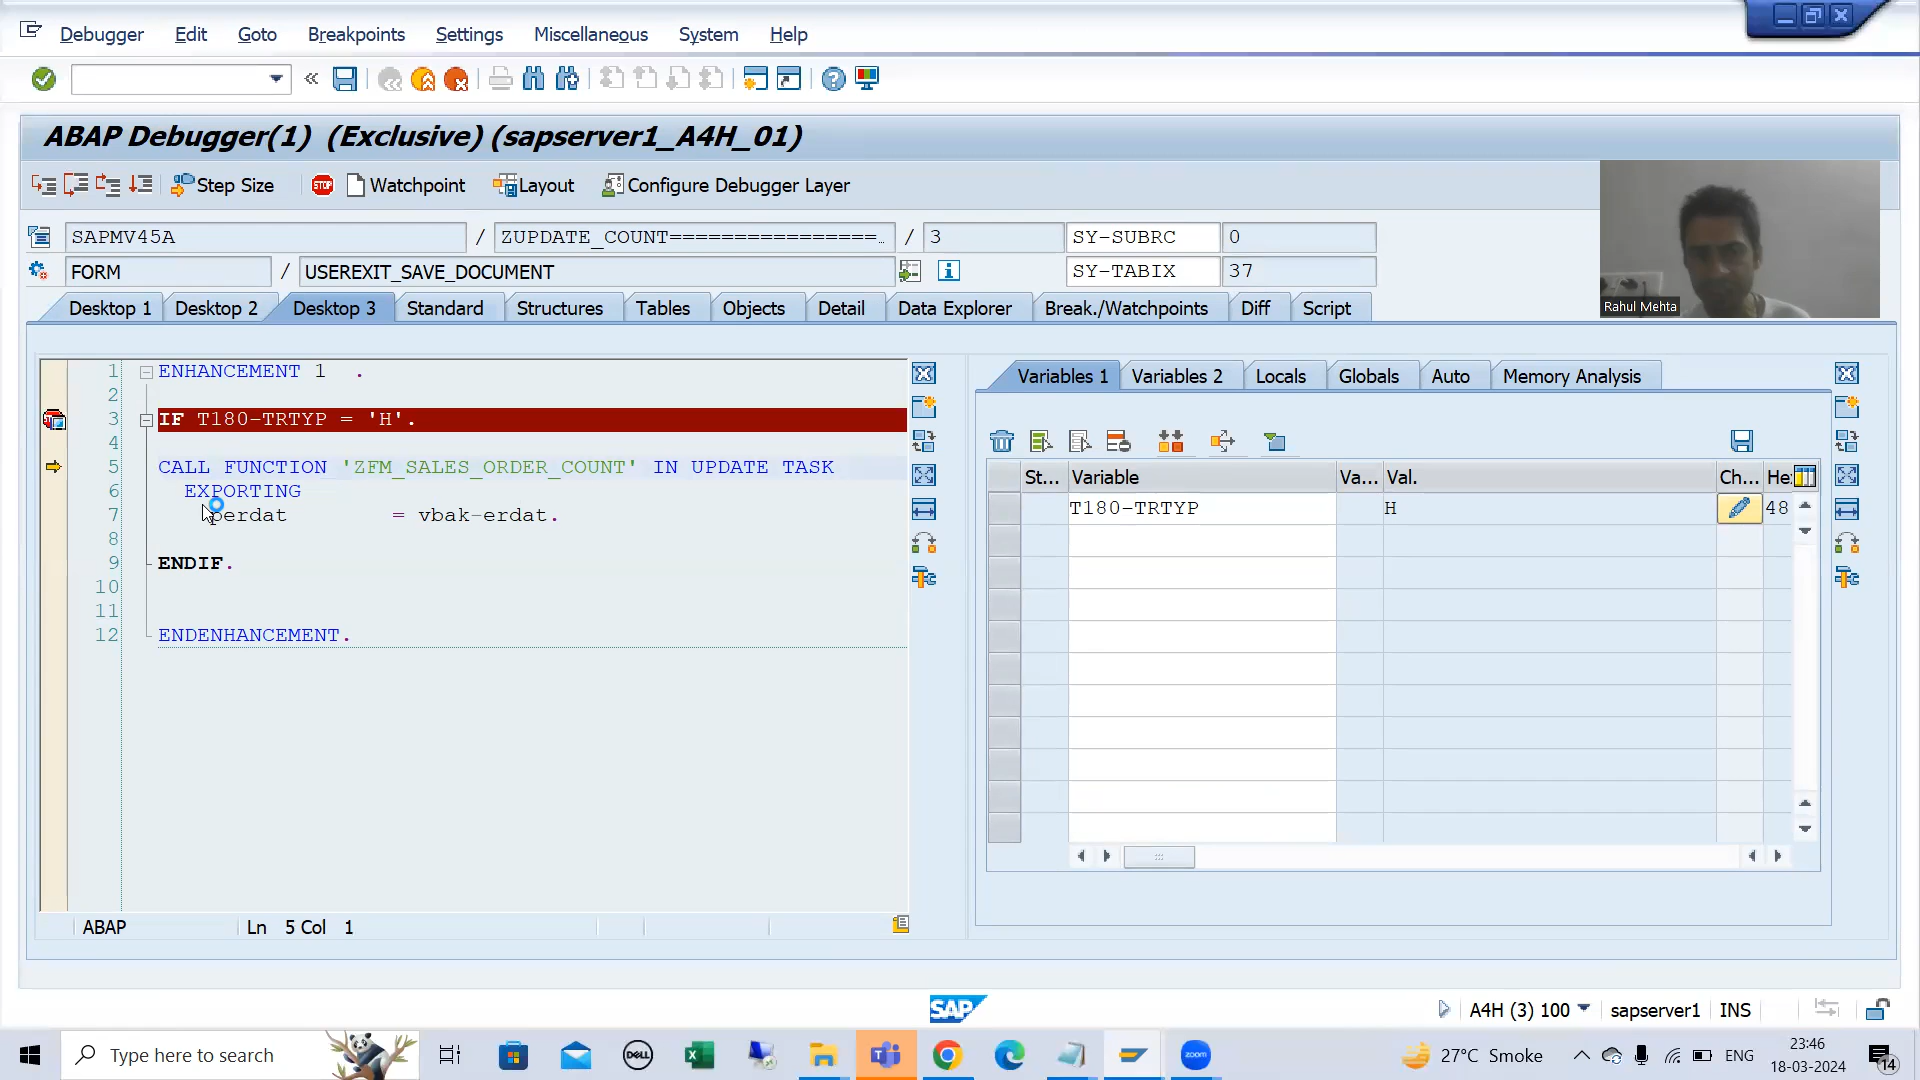 Debugger Edit Goto Breakpoints Settings Miscellaneous System Help
ABAP Debugger(1) (Exclusive) (sapserver1_A4H_01)
Step Size STOP Watchpoint Layout Configure Debugger Layer
SAPMV45A / ZUPDATE_COUNT================… / 3 SY-SUBRC 0
FORM / USEREXIT_SAVE_DOCUMENT SY-TABIX 37
Rahul Mehta
Desktop 1 Desktop 2 Desktop 3 Standard Structures Tables Objects Detail Data Explorer Break./Watchpoints Diff Script
1 ENHANCEMENT 1 .
2
3 IF T180-TRTYP = 'H'.
4
5 CALL FUNCTION 'ZFM_SALES_ORDER_COUNT' IN UPDATE TASK
6 EXPORTING
7 perdat = vbak-erdat.
8
9 ENDIF.
10
11
12 ENDENHANCEMENT.
ABAP Ln 5 Col 1
Variables 1 Variables 2 Locals Globals Auto Memory Analysis
St... Variable Va... Val. Ch... He
T180-TRTYP H 48
SAP A4H (3) 100 sapserver1 INS
Type here to search
DELL
zoom
27°C Smoke ENG
23:46
18-03-2024
14